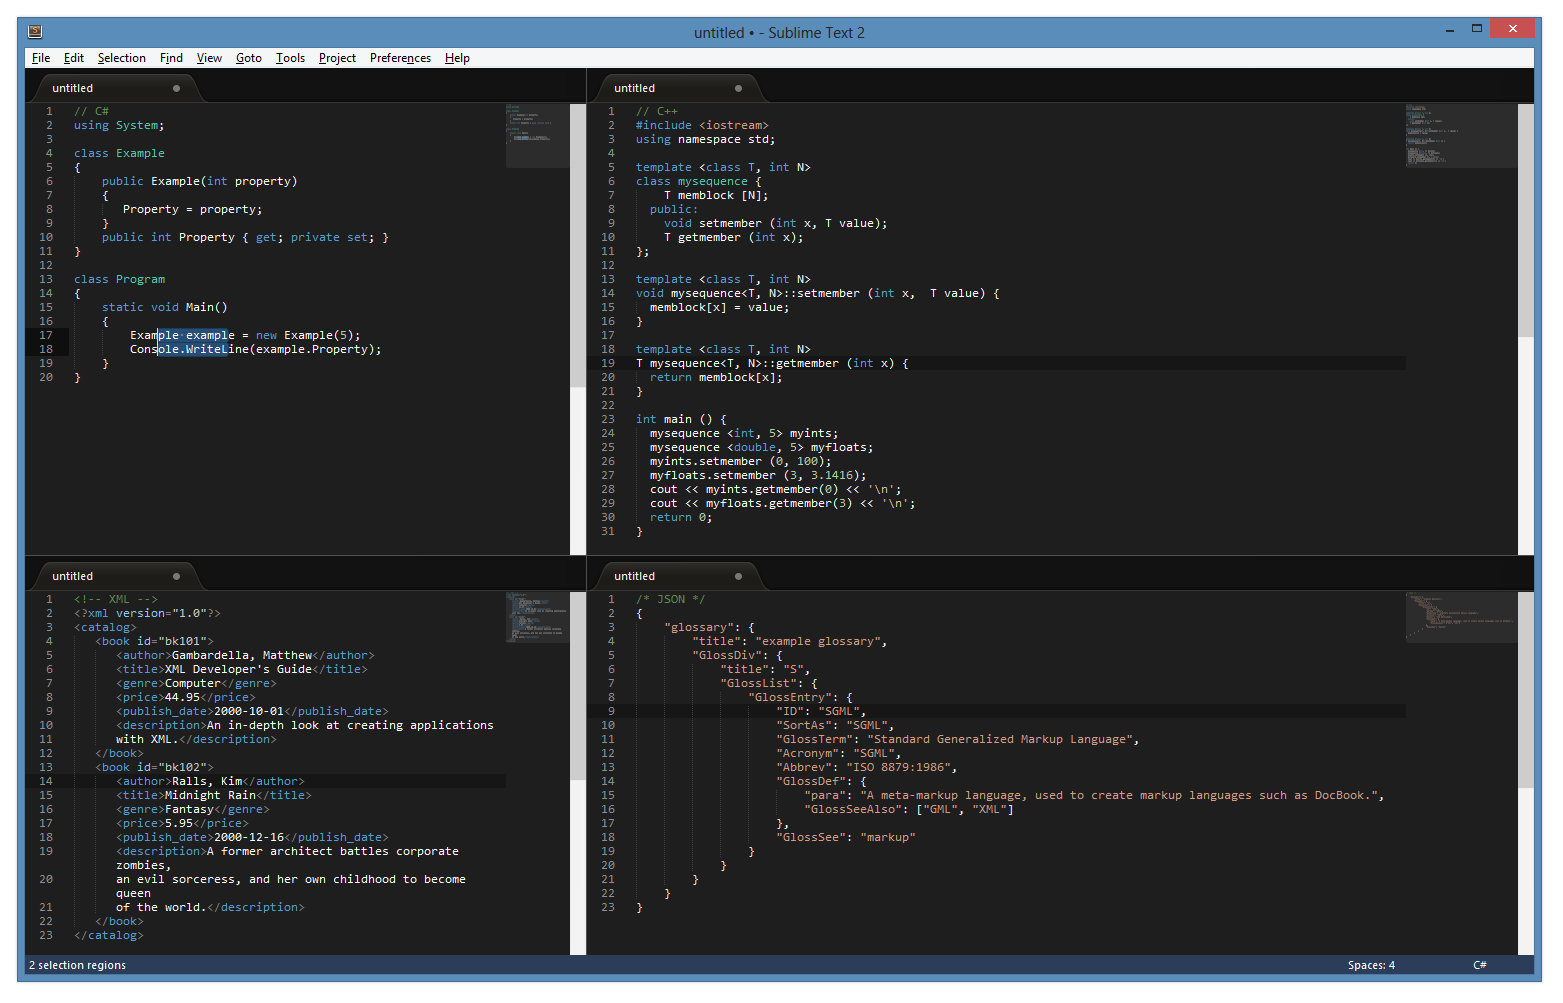 untitled • - Sublime Text 2
File Edit Selection Find View Goto Tools Project Preferences Help
untitled
1 // C#
2 using System;
3
4 class Example
5 {
6     public Example(int property)
7     {
8        Property = property;
9     }
10     public int Property { get; private set; }
11 }
12
13 class Program
14 {
15     static void Main()
16     {
17         Example example = new Example(5);
18         Console.WriteLine(example.Property);
19     }
20 }
untitled
1 // C++
2 #include <iostream>
3 using namespace std;
4
5 template <class T, int N>
6 class mysequence {
7     T memblock [N];
8   public:
9     void setmember (int x, T value);
10     T getmember (int x);
11 };
12
13 template <class T, int N>
14 void mysequence<T, N>::setmember (int x,  T value) {
15   memblock[x] = value;
16 }
17
18 template <class T, int N>
19 T mysequence<T, N>::getmember (int x) {
20   return memblock[x];
21 }
22
23 int main () {
24   mysequence <int, 5> myints;
25   mysequence <double, 5> myfloats;
26   myints.setmember (0, 100);
27   myfloats.setmember (3, 3.1416);
28   cout << myints.getmember(0) << '\n';
29   cout << myfloats.getmember(3) << '\n';
30   return 0;
31 }
untitled
1 <!-- XML -->
2 <?xml version="1.0"?>
3 <catalog>
4    <book id="bk101">
5       <author>Gambardella, Matthew</author>
6       <title>XML Developer's Guide</title>
7       <genre>Computer</genre>
8       <price>44.95</price>
9       <publish_date>2000-10-01</publish_date>
10       <description>An in-depth look at creating applications
11       with XML.</description>
12    </book>
13    <book id="bk102">
14       <author>Ralls, Kim</author>
15       <title>Midnight Rain</title>
16       <genre>Fantasy</genre>
17       <price>5.95</price>
18       <publish_date>2000-12-16</publish_date>
19       <description>A former architect battles corporate
zombies,
20       an evil sorceress, and her own childhood to become
queen
21       of the world.</description>
22    </book>
23 </catalog>
untitled
1 /* JSON */
2 {
3     "glossary": {
4         "title": "example glossary",
5         "GlossDiv": {
6             "title": "S",
7             "GlossList": {
8                 "GlossEntry": {
9                     "ID": "SGML",
10                     "SortAs": "SGML",
11                     "GlossTerm": "Standard Generalized Markup Language",
12                     "Acronym": "SGML",
13                     "Abbrev": "ISO 8879:1986",
14                     "GlossDef": {
15                         "para": "A meta-markup language, used to create markup languages such as DocBook.",
16                         "GlossSeeAlso": ["GML", "XML"]
17                     },
18                     "GlossSee": "markup"
19                 }
20             }
21         }
22     }
23 }
2 selection regions Spaces: 4 C#